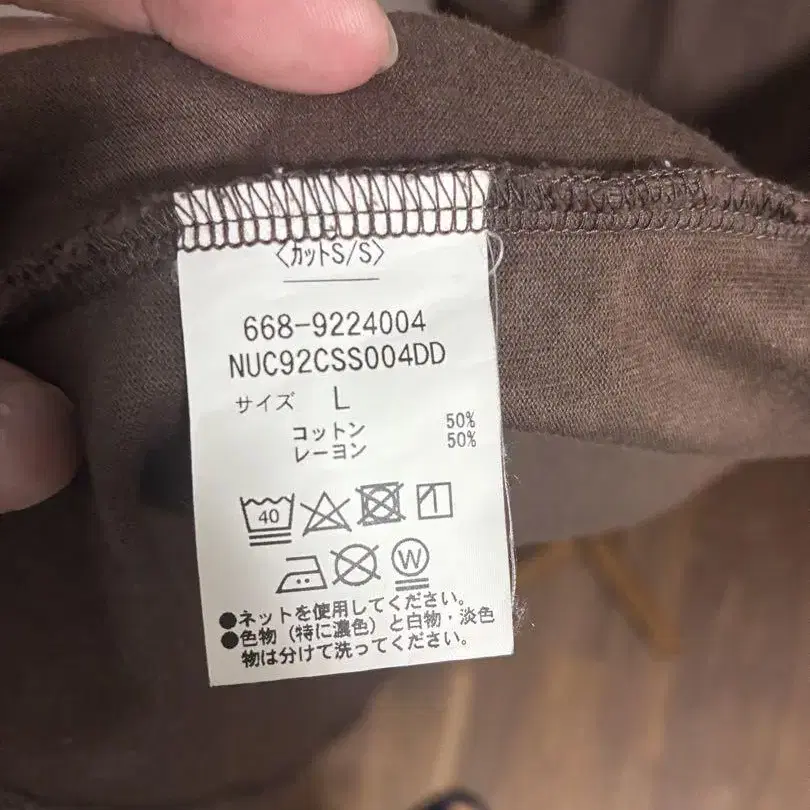 〈カットS/S〉
668-9224004
NUC92CSS004DD
サイズ L
コットン 50%
レーヨン 50%
40
W
●ネットを使用してください。
●色物（特に濃色）と白物・淡色
物は分けて洗ってください。